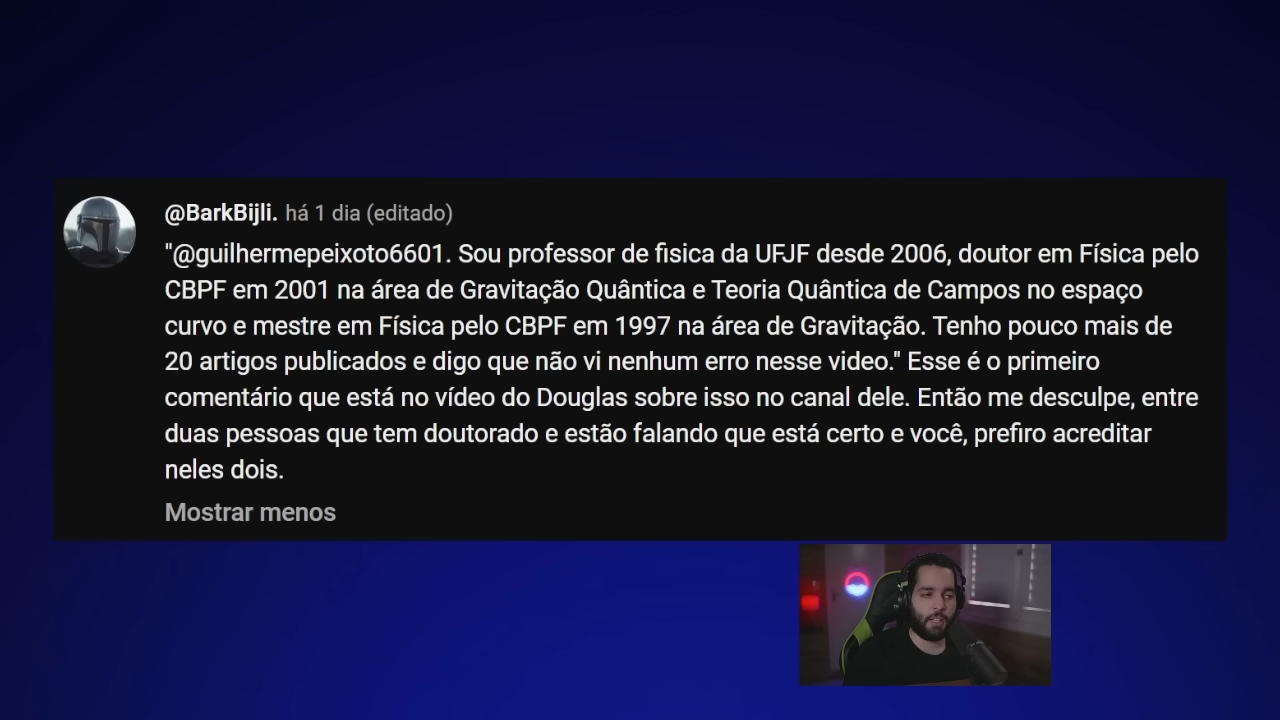 @BarkBijli. há 1 dia (editado)
"@guilhermepeixoto6601. Sou professor de fisica da UFJF desde 2006, doutor em Física pelo
CBPF em 2001 na área de Gravitação Quântica e Teoria Quântica de Campos no espaço
curvo e mestre em Física pelo CBPF em 1997 na área de Gravitação. Tenho pouco mais de
20 artigos publicados e digo que não vi nenhum erro nesse video." Esse é o primeiro
comentário que está no vídeo do Douglas sobre isso no canal dele. Então me desculpe, entre
duas pessoas que tem doutorado e estão falando que está certo e você, prefiro acreditar
neles dois.
Mostrar menos